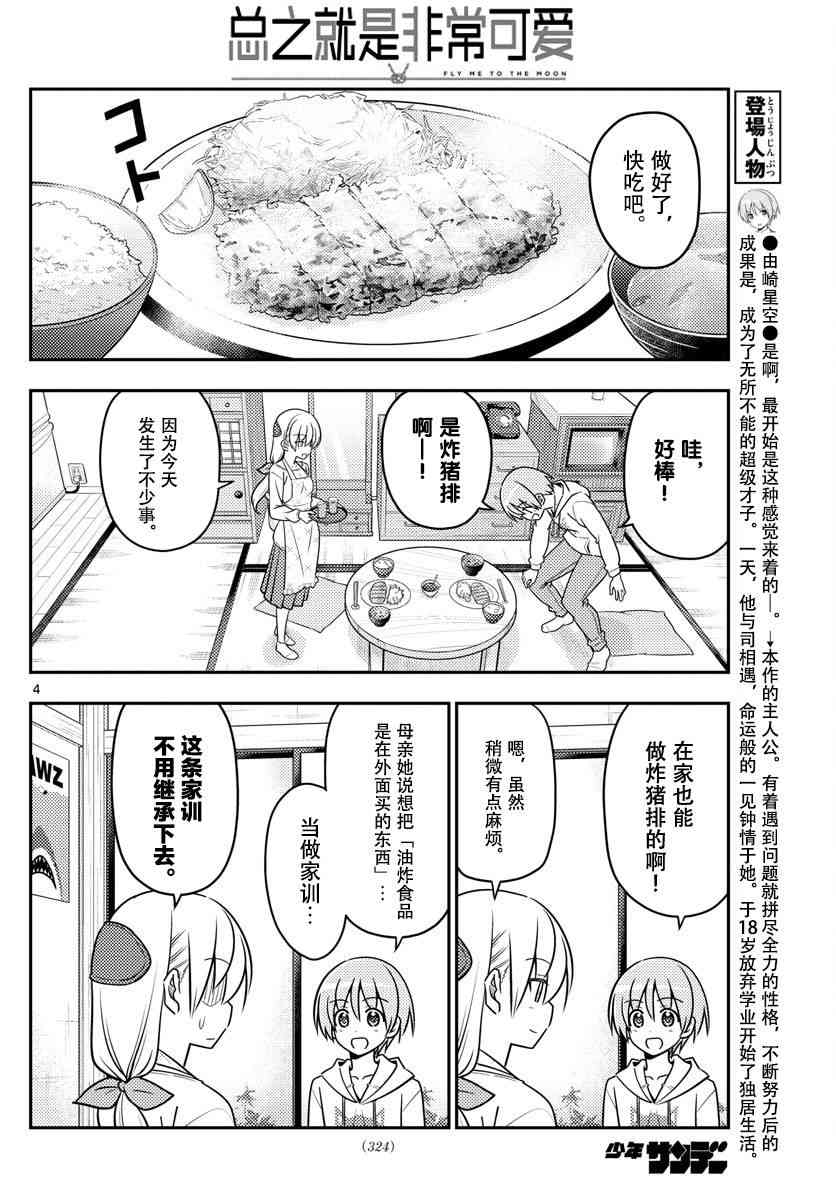 总之就是非常可爱
FLY ME TO THE MOON
登場人物
とうじょうじんぶつ
●由崎星空●是啊，最开始是这种感觉来着的—。→本作的主人公。有着遇到问题就拼尽全力的性格，不断努力后的
成果是，成为了无所不能的超级才子。一天，他与司相遇，命运般的一见钟情于她。于18岁放弃学业开始了独居生活。
做好了，
快吃吧。
コトー
哇，
好棒！
是炸猪排
啊—！
因为今天
发生了不少事。
4
在家也能
做炸猪排的啊！
嗯，虽然
稍微有点麻烦。
母亲她说想把「油炸食品
是在外面买的东西」…
当做家训…
这条家训
不用继承下去。
AWZ
(324)
少年サンデー